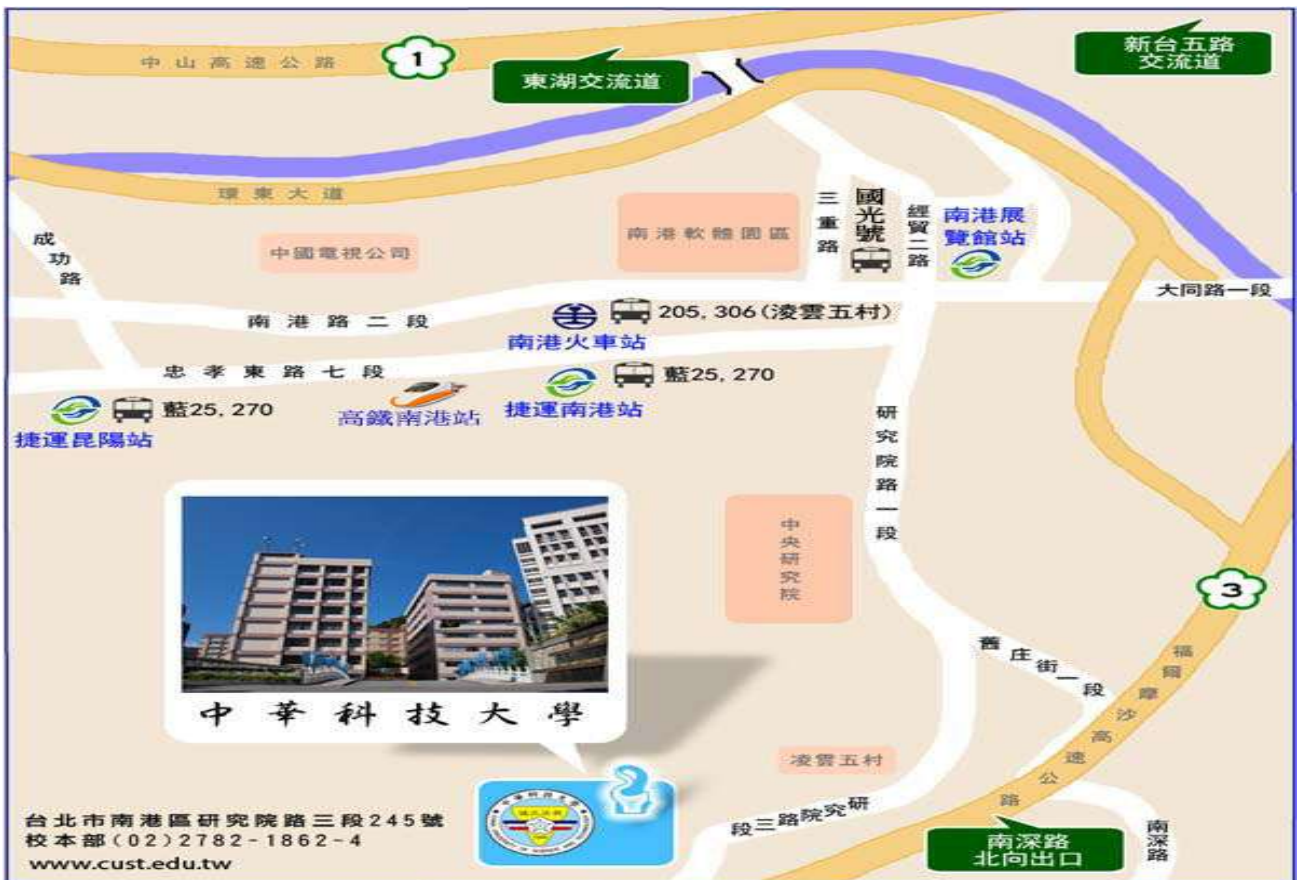 中山高速公路
1
東湖交流道
新台五路
交流道
環東大道
成功路
中國電視公司
南港軟體園區
三重路
國光號
經貿二路
南港展
覽館站
大同路一段
南港路二段
205, 306(淩雲五村)
南港火車站
忠孝東路七段
藍25, 270
捷運昆陽站
高鐵南港站
藍25, 270
捷運南港站
研究院路一段
中央研究院
3
舊庄街一段
福爾摩沙高速公路
中華科技大學
凌雲五村
研究院路三段
南深路
北向出口
南深路
台北市南港區研究院路三段245號
校本部(02)2782-1862-4
www.cust.edu.tw